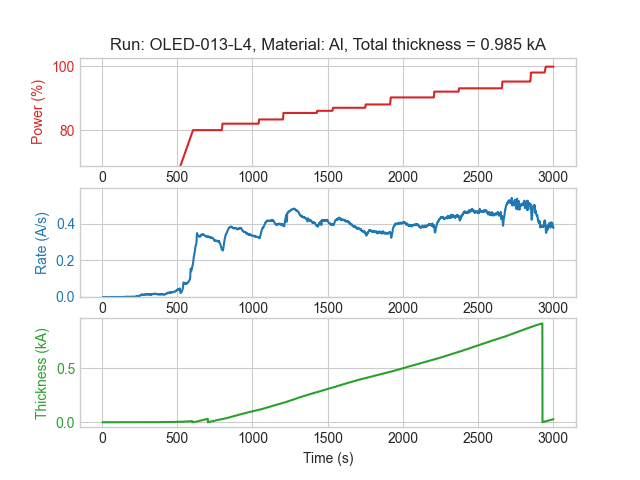 Run: OLED-013-L4, Material: Al, Total thickness = 0.985 kA
100
80
Power (%)
0 500 1000 1500 2000 2500 3000
0.4
0.2
0.0
Rate (A/s)
0 500 1000 1500 2000 2500 3000
0.5
0.0
Thickness (kA)
0 500 1000 1500 2000 2500 3000
Time (s)